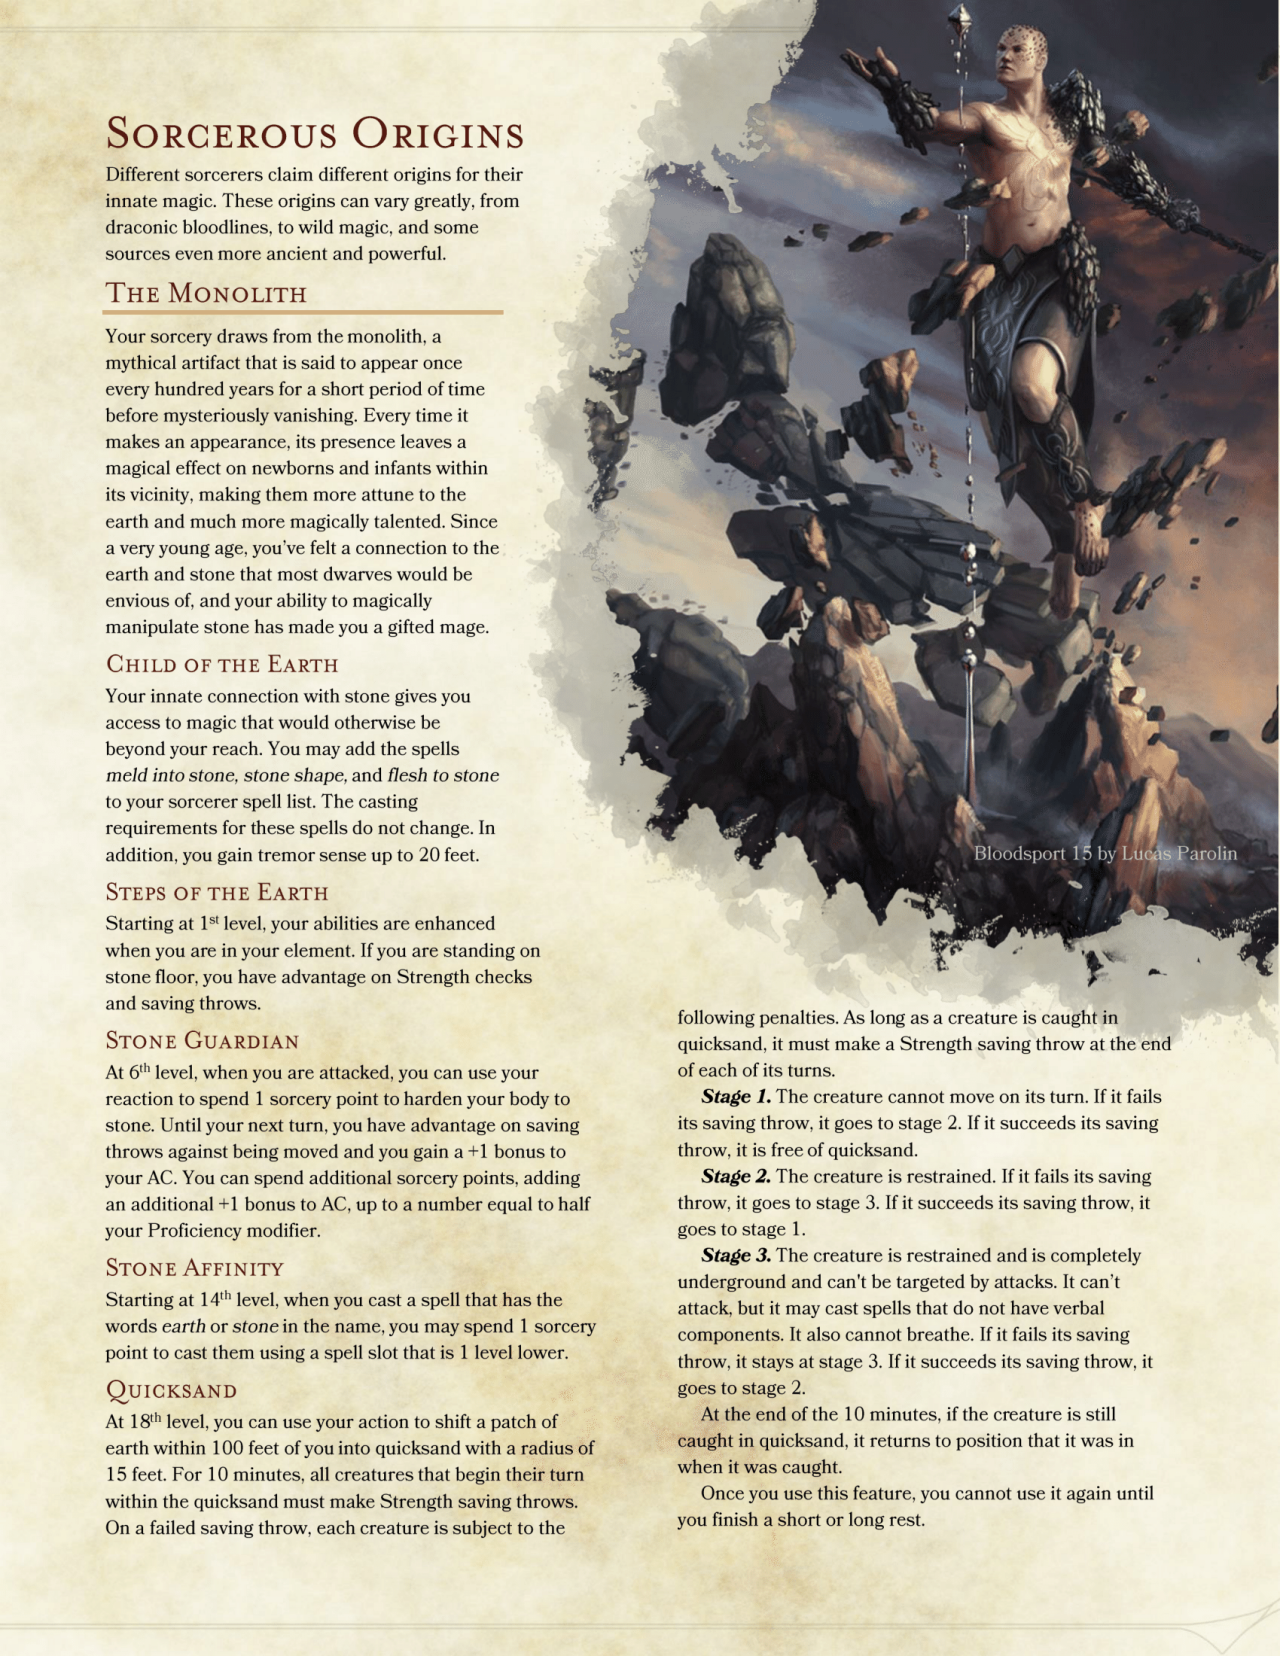 Sorcerous Origins
Different sorcerers claim different origins for their
innate magic. These origins can vary greatly, from
draconic bloodlines, to wild magic, and some
sources even more ancient and powerful.
The Monolith
Your sorcery draws from the monolith, a
mythical artifact that is said to appear once
every hundred years for a short period of time
before mysteriously vanishing. Every time it
makes an appearance, its presence leaves a
magical effect on newborns and infants within
its vicinity, making them more attune to the
earth and much more magically talented. Since
a very young age, you've felt a connection to the
earth and stone that most dwarves would be
envious of, and your ability to magically
manipulate stone has made you a gifted mage.
Child of the Earth
Your innate connection with stone gives you
access to magic that would otherwise be
beyond your reach. You may add the spells
meld into stone, stone shape, and flesh to stone
to your sorcerer spell list. The casting
requirements for these spells do not change. In
addition, you gain tremor sense up to 20 feet.
Steps of the Earth
Starting at 1st level, your abilities are enhanced
when you are in your element. If you are standing on
stone floor, you have advantage on Strength checks
and saving throws.
Stone Guardian
At 6th level, when you are attacked, you can use your
reaction to spend 1 sorcery point to harden your body to
stone. Until your next turn, you have advantage on saving
throws against being moved and you gain a +1 bonus to
your AC. You can spend additional sorcery points, adding
an additional +1 bonus to AC, up to a number equal to half
your Proficiency modifier.
Stone Affinity
Starting at 14th level, when you cast a spell that has the
words earth or stone in the name, you may spend 1 sorcery
point to cast them using a spell slot that is 1 level lower.
Quicksand
At 18th level, you can use your action to shift a patch of
earth within 100 feet of you into quicksand with a radius of
15 feet. For 10 minutes, all creatures that begin their turn
within the quicksand must make Strength saving throws.
On a failed saving throw, each creature is subject to the
Bloodsport 15 by Lucas Parolin
following penalties. As long as a creature is caught in
quicksand, it must make a Strength saving throw at the end
of each of its turns.
Stage 1. The creature cannot move on its turn. If it fails
its saving throw, it goes to stage 2. If it succeeds its saving
throw, it is free of quicksand.
Stage 2. The creature is restrained. If it fails its saving
throw, it goes to stage 3. If it succeeds its saving throw, it
goes to stage 1.
Stage 3. The creature is restrained and is completely
underground and can't be targeted by attacks. It can't
attack, but it may cast spells that do not have verbal
components. It also cannot breathe. If it fails its saving
throw, it stays at stage 3. If it succeeds its saving throw, it
goes to stage 2.
At the end of the 10 minutes, if the creature is still
caught in quicksand, it returns to position that it was in
when it was caught.
Once you use this feature, you cannot use it again until
you finish a short or long rest.